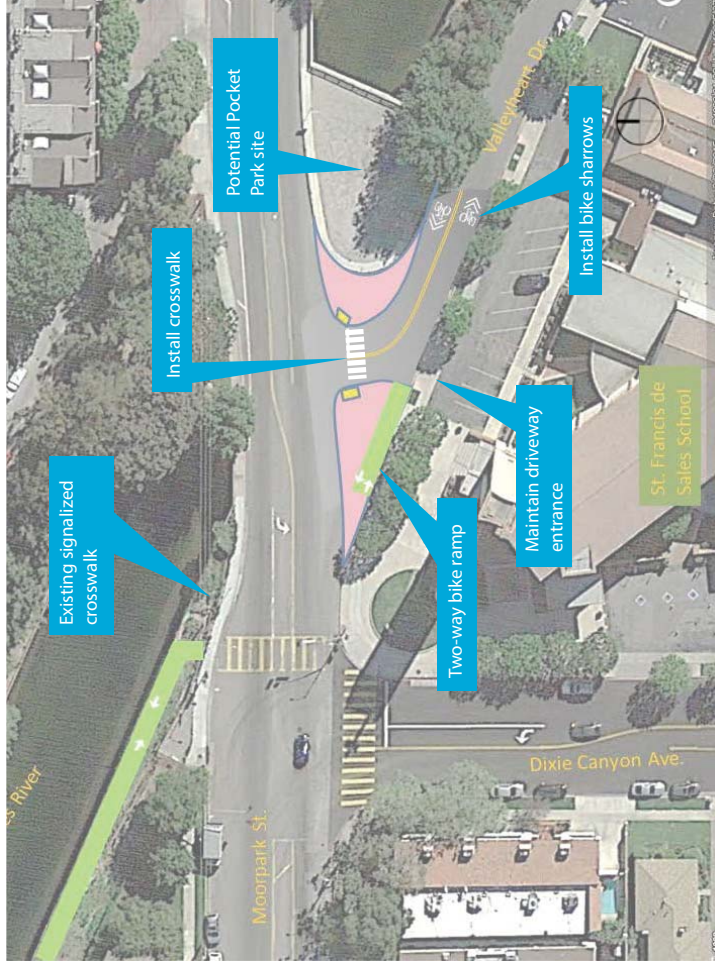 Existing signalized
crosswalk
Install crosswalk
Potential Pocket
Park site
s River
Moorpark St.
Valleyheart Dr.
Dixie Canyon Ave.
Two-way bike ramp
Maintain driveway
entrance
Install bike sharrows
St. Francis de
Sales School